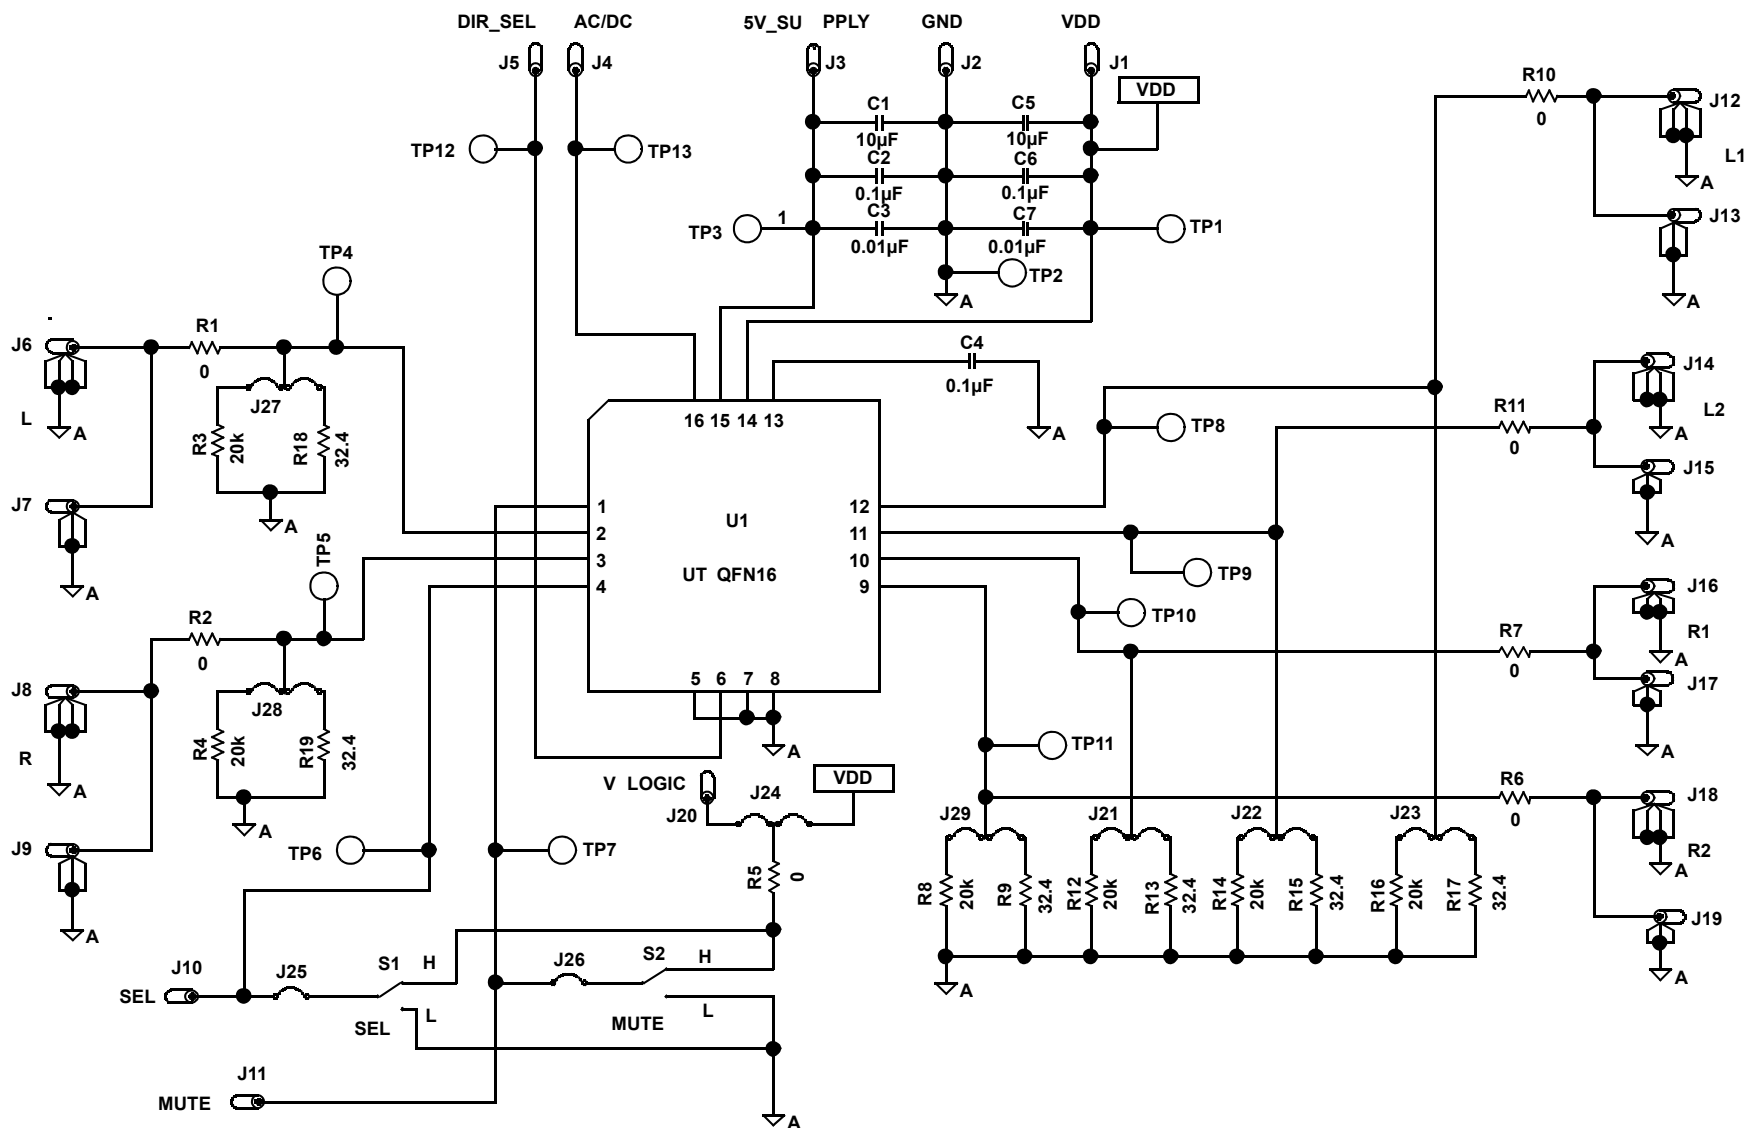 DIR_SEL AC/DC 5V_SU PPLY GND VDD
J5 J4 J3 J2 J1
VDD
R10
0
J12
L1
A
J13
A
C1
10µF
C5
10µF
TP12
TP13
C2
0.1µF
C6
0.1µF
TP3
1
C3
0.01µF
C7
0.01µF
TP1
TP2
A
TP4
J6
R1
0
L
A
J27
R3
20k
R18
32.4
A
J7
A
C4
0.1µF
A
16 15 14 13
TP8
R11
0
J14
L2
A
J15
A
1
2
3
4
U1
UT QFN16
12
11
10
9
TP9
TP10
5 6 7 8
A
TP5
R2
0
J8
R
A
J28
R4
20k
R19
32.4
A
J9
A
R7
0
J16
R1
A
J17
A
TP11
V LOGIC
J20
J24
VDD
R5
0
TP6
TP7
R6
0
J18
R2
A
J19
A
J29
J21
J22
J23
R8
20k
R9
32.4
R12
20k
R13
32.4
R14
20k
R15
32.4
R16
20k
R17
32.4
A
J10
SEL
J25
S1
H
L
SEL
J26
S2
H
L
MUTE
J11
MUTE
A